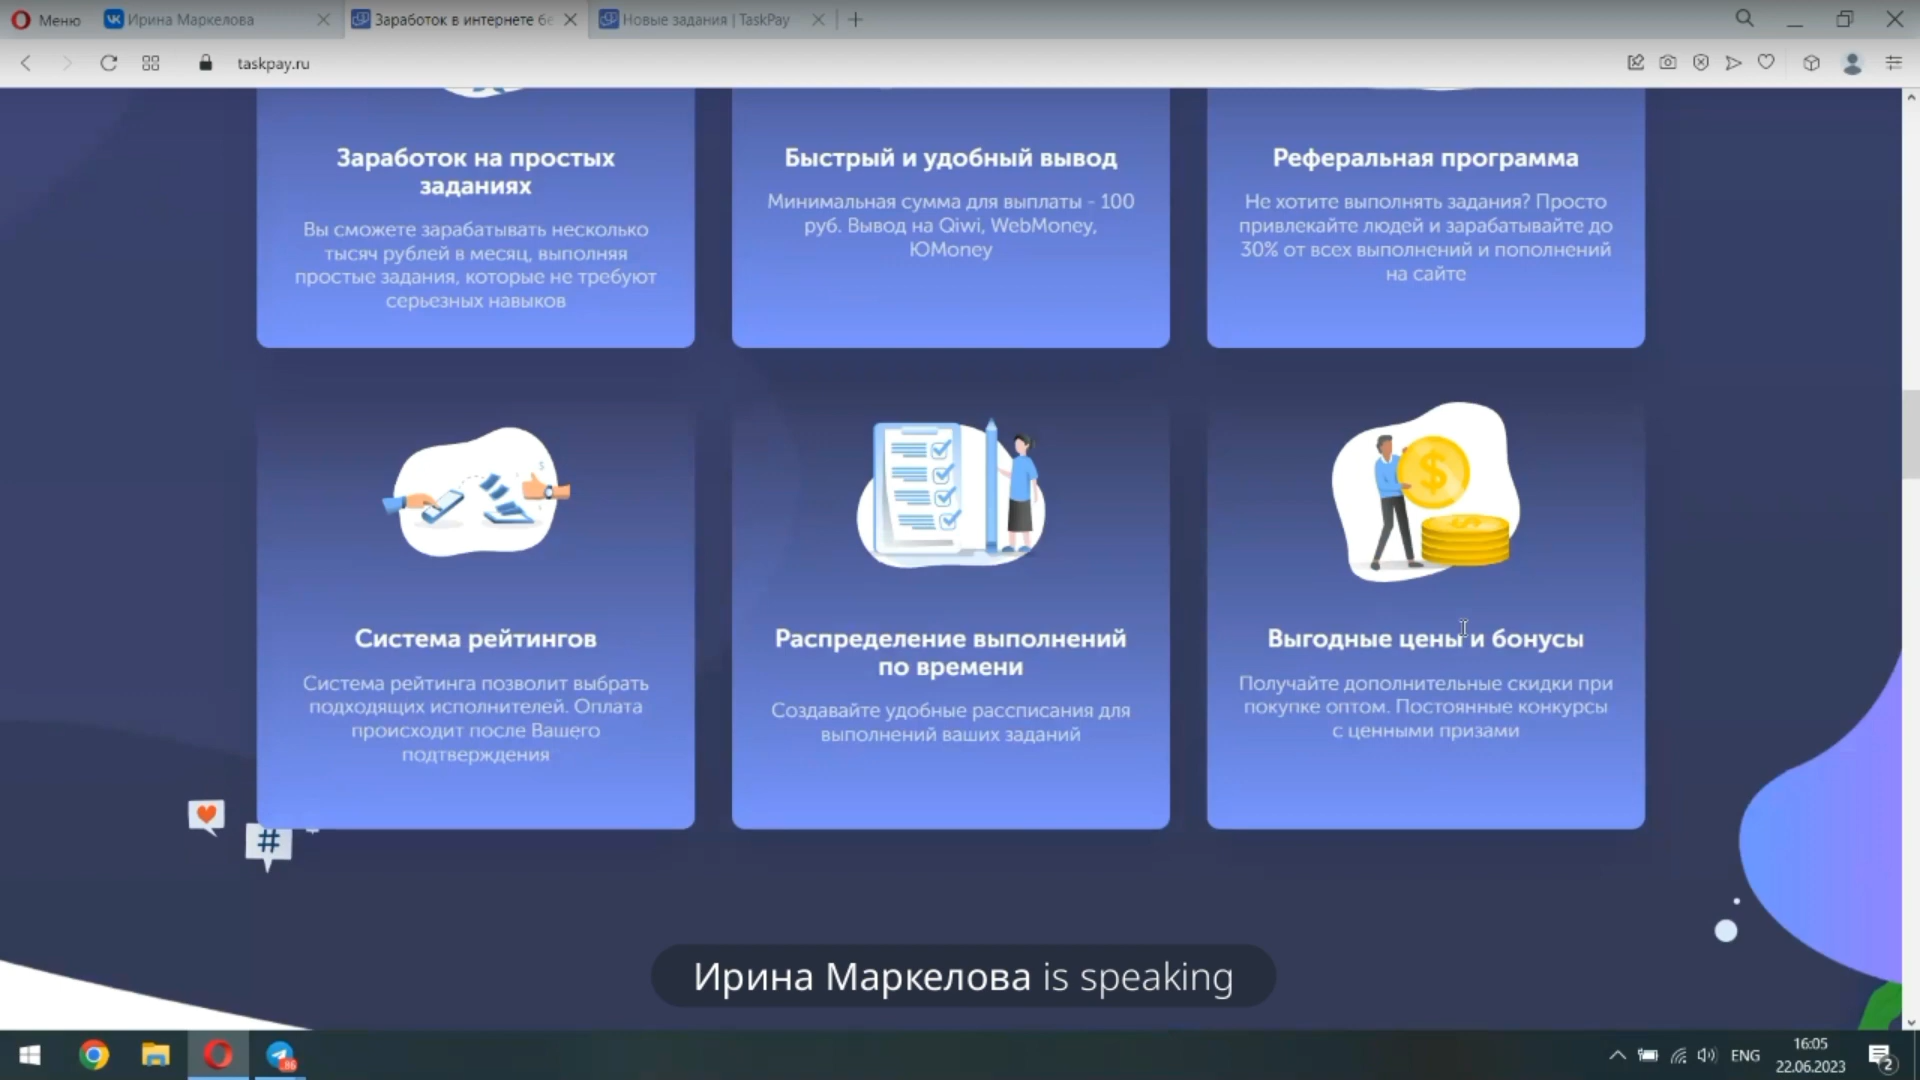 Меню
Ирина Маркелова
Заработок в интернете бе
Новые задания | TaskPay
taskpay.ru
Заработок на простых
заданиях
Вы сможете зарабатывать несколько
тысяч рублей в месяц, выполняя
простые задания, которые не требуют
серьезных навыков
Быстрый и удобный вывод
Минимальная сумма для выплаты - 100
руб. Вывод на Qiwi, WebMoney,
ЮMoney
Реферальная программа
Не хотите выполнять задания? Просто
привлекайте людей и зарабатывайте до
30% от всех выполнений и пополнений
на сайте
Система рейтингов
Система рейтинга позволит выбрать
подходящих исполнителей. Оплата
происходит после Вашего
подтверждения
Распределение выполнений
по времени
Создавайте удобные рассписания для
выполнений ваших заданий
Выгодные цены и бонусы
Получайте дополнительные скидки при
покупке оптом. Постоянные конкурсы
с ценными призами
#
Ирина Маркелова is speaking
86
ENG
16:05
22.06.2023
2